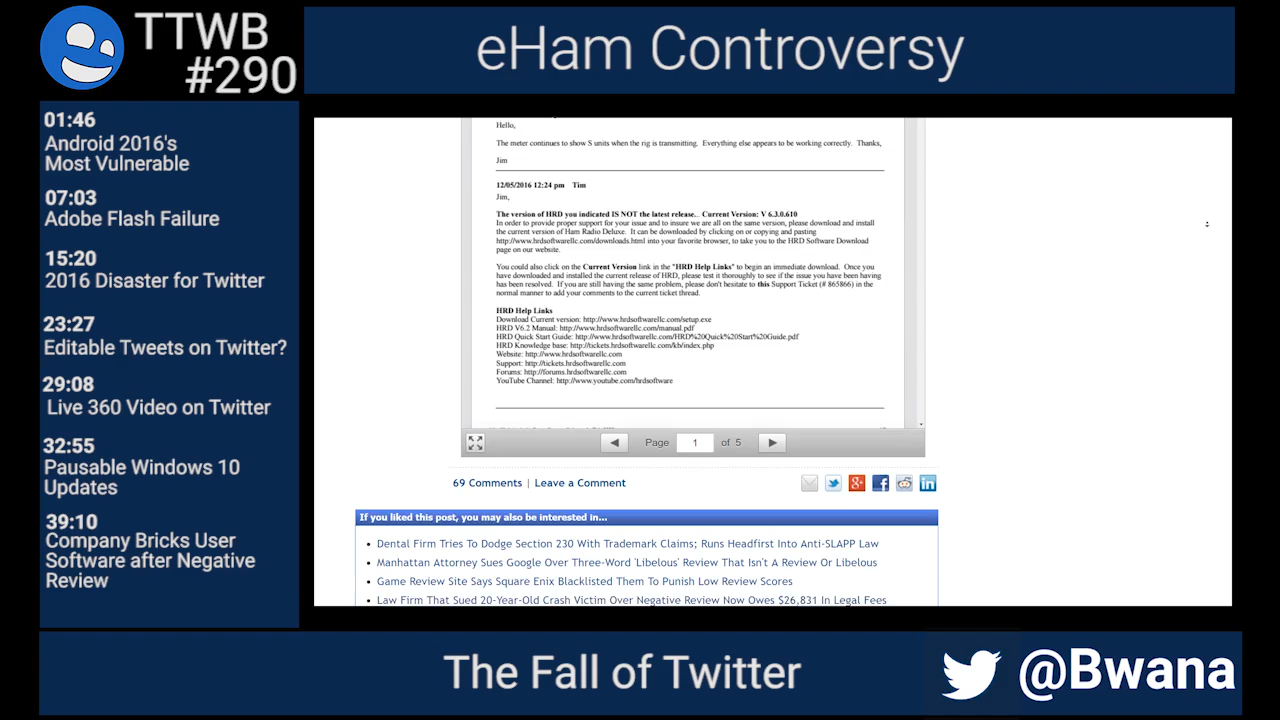 TTWB
#290
eHam Controversy
01:46
Android 2016's
Most Vulnerable
07:03
Adobe Flash Failure
15:20
2016 Disaster for Twitter
23:27
Editable Tweets on Twitter?
29:08
Live 360 Video on Twitter
32:55
Pausable Windows 10
Updates
39:10
Company Bricks User
Software after Negative
Review
Hello,
The meter continues to show S units when the rig is transmitting. Everything else appears to be working correctly. Thanks,
Jim
12/05/2016 12:24 pm Tim
Jim,
The version of HRD you indicated IS NOT the latest release... Current Version: V 6.3.0.610
In order to provide proper support for your issue and to insure we are all on the same version, please download and install
the current version of Ham Radio Deluxe. It can be downloaded by clicking on or copying and pasting
http://www.hrdsoftwarellc.com/downloads.html into your favorite browser, to take you to the HRD Software Download
page on our website.
You could also click on the Current Version link in the "HRD Help Links" to begin an immediate download. Once you
have downloaded and installed the current release of HRD, please test it thoroughly to see if the issue you have been having
has been resolved. If you are still having the same problem, please don't hesitate to this Support Ticket (# 865866) in the
normal manner to add your comments to the current ticket thread.
HRD Help Links
Download Current version: http://www.hrdsoftwarellc.com/setup.exe
HRD V6.2 Manual: http://www.hrdsoftwarellc.com/manual.pdf
HRD Quick Start Guide: http://www.hrdsoftwarellc.com/HRD%20Quick%20Start%20Guide.pdf
HRD Knowledge base: http://tickets.hrdsoftwarellc.com/kb/index.php
Website: http://www.hrdsoftwarellc.com
Support: http://tickets.hrdsoftwarellc.com
Forums: http://forums.hrdsoftwarellc.com
YouTube Channel: http://www.youtube.com/hrdsoftware
Page 1 of 5
69 Comments | Leave a Comment
If you liked this post, you may also be interested in...
Dental Firm Tries To Dodge Section 230 With Trademark Claims; Runs Headfirst Into Anti-SLAPP Law
Manhattan Attorney Sues Google Over Three-Word 'Libelous' Review That Isn't A Review Or Libelous
Game Review Site Says Square Enix Blacklisted Them To Punish Low Review Scores
Law Firm That Sued 20-Year-Old Crash Victim Over Negative Review Now Owes $26,831 In Legal Fees
The Fall of Twitter
@Bwana